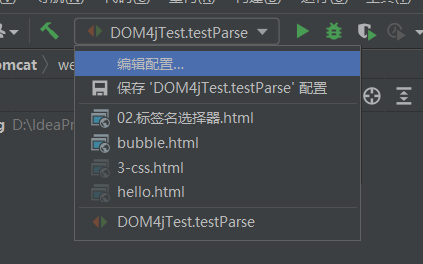 DOM4jTest.testParse
omcat
we
编辑配置...
保存 'DOM4jTest.testParse' 配置
g D:\IdeaPr
02.标签名选择器.html
bubble.html
3-css.html
hello.html
DOM4jTest.testParse